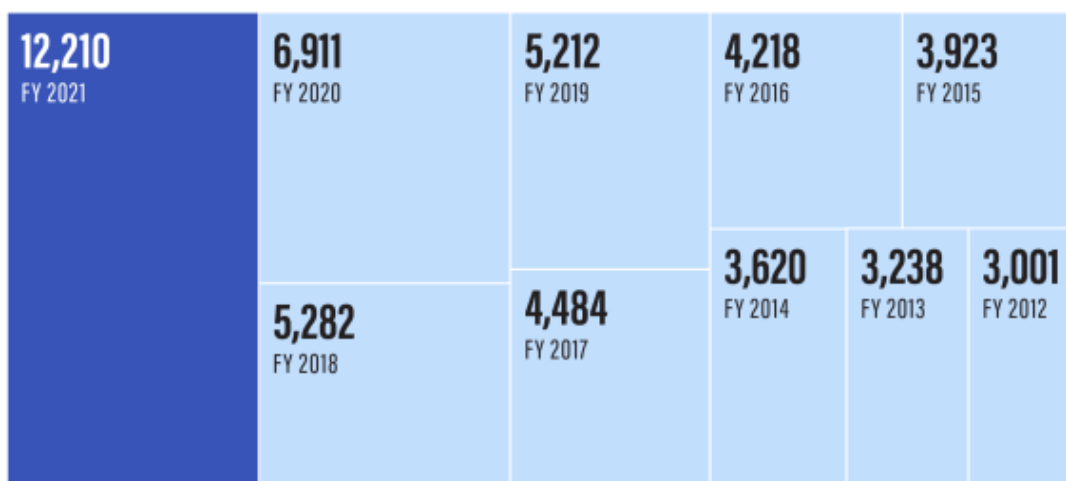 12,210
FY 2021
6,911
FY 2020
5,212
FY 2019
4,218
FY 2016
3,923
FY 2015
5,282
FY 2018
4,484
FY 2017
3,620
FY 2014
3,238
FY 2013
3,001
FY 2012